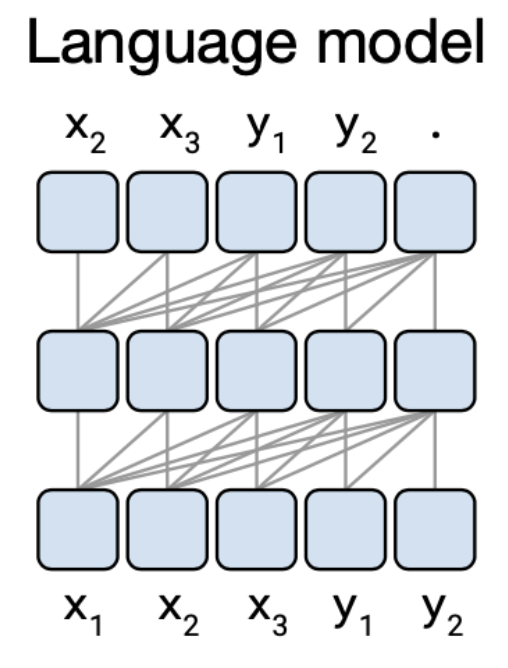 Language model
x₂ x₃ y₁ y₂ .
x₁ x₂ x₃ y₁ y₂